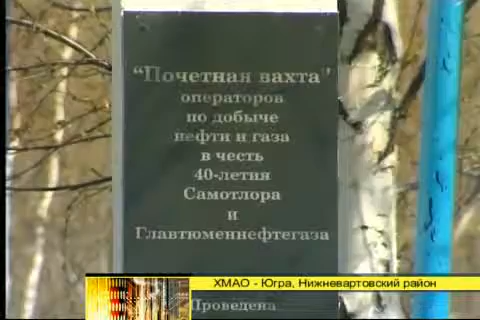 “Почетная вахта”
операторов
по добыче
нефти и газа
в честь
40-летия
Самотлора
и
Главтюменнефтегаза
ХМАО - Югра, Нижневартовский район
Проведена